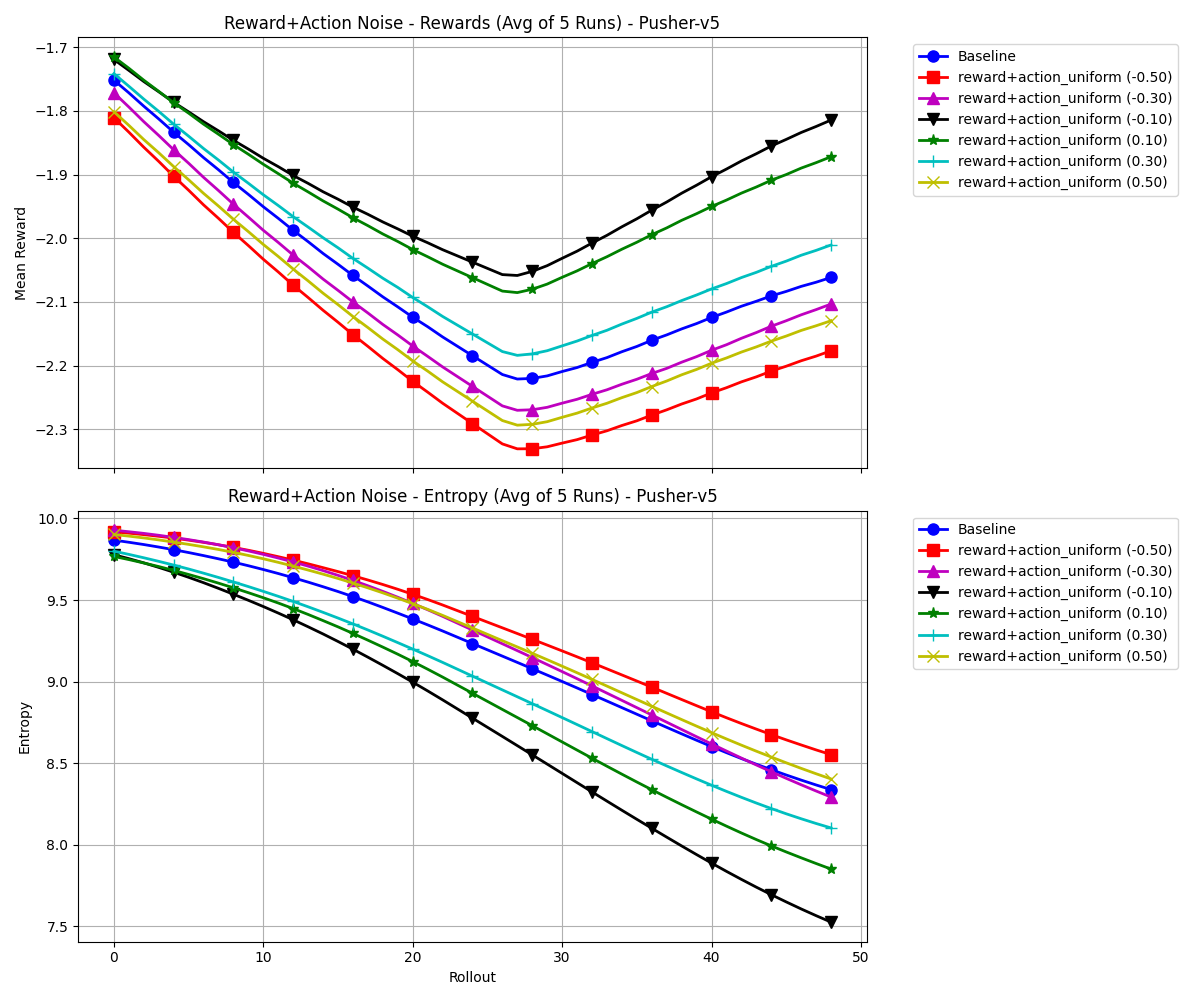 Reward+Action Noise - Rewards (Avg of 5 Runs) - Pusher-v5
Mean Reward
−1.7
−1.8
−1.9
−2.0
−2.1
−2.2
−2.3
Baseline
reward+action_uniform (-0.50)
reward+action_uniform (-0.30)
reward+action_uniform (-0.10)
reward+action_uniform (0.10)
reward+action_uniform (0.30)
reward+action_uniform (0.50)
Reward+Action Noise - Entropy (Avg of 5 Runs) - Pusher-v5
Entropy
10.0
9.5
9.0
8.5
8.0
7.5
0
10
20
30
40
50
Rollout
Baseline
reward+action_uniform (-0.50)
reward+action_uniform (-0.30)
reward+action_uniform (-0.10)
reward+action_uniform (0.10)
reward+action_uniform (0.30)
reward+action_uniform (0.50)